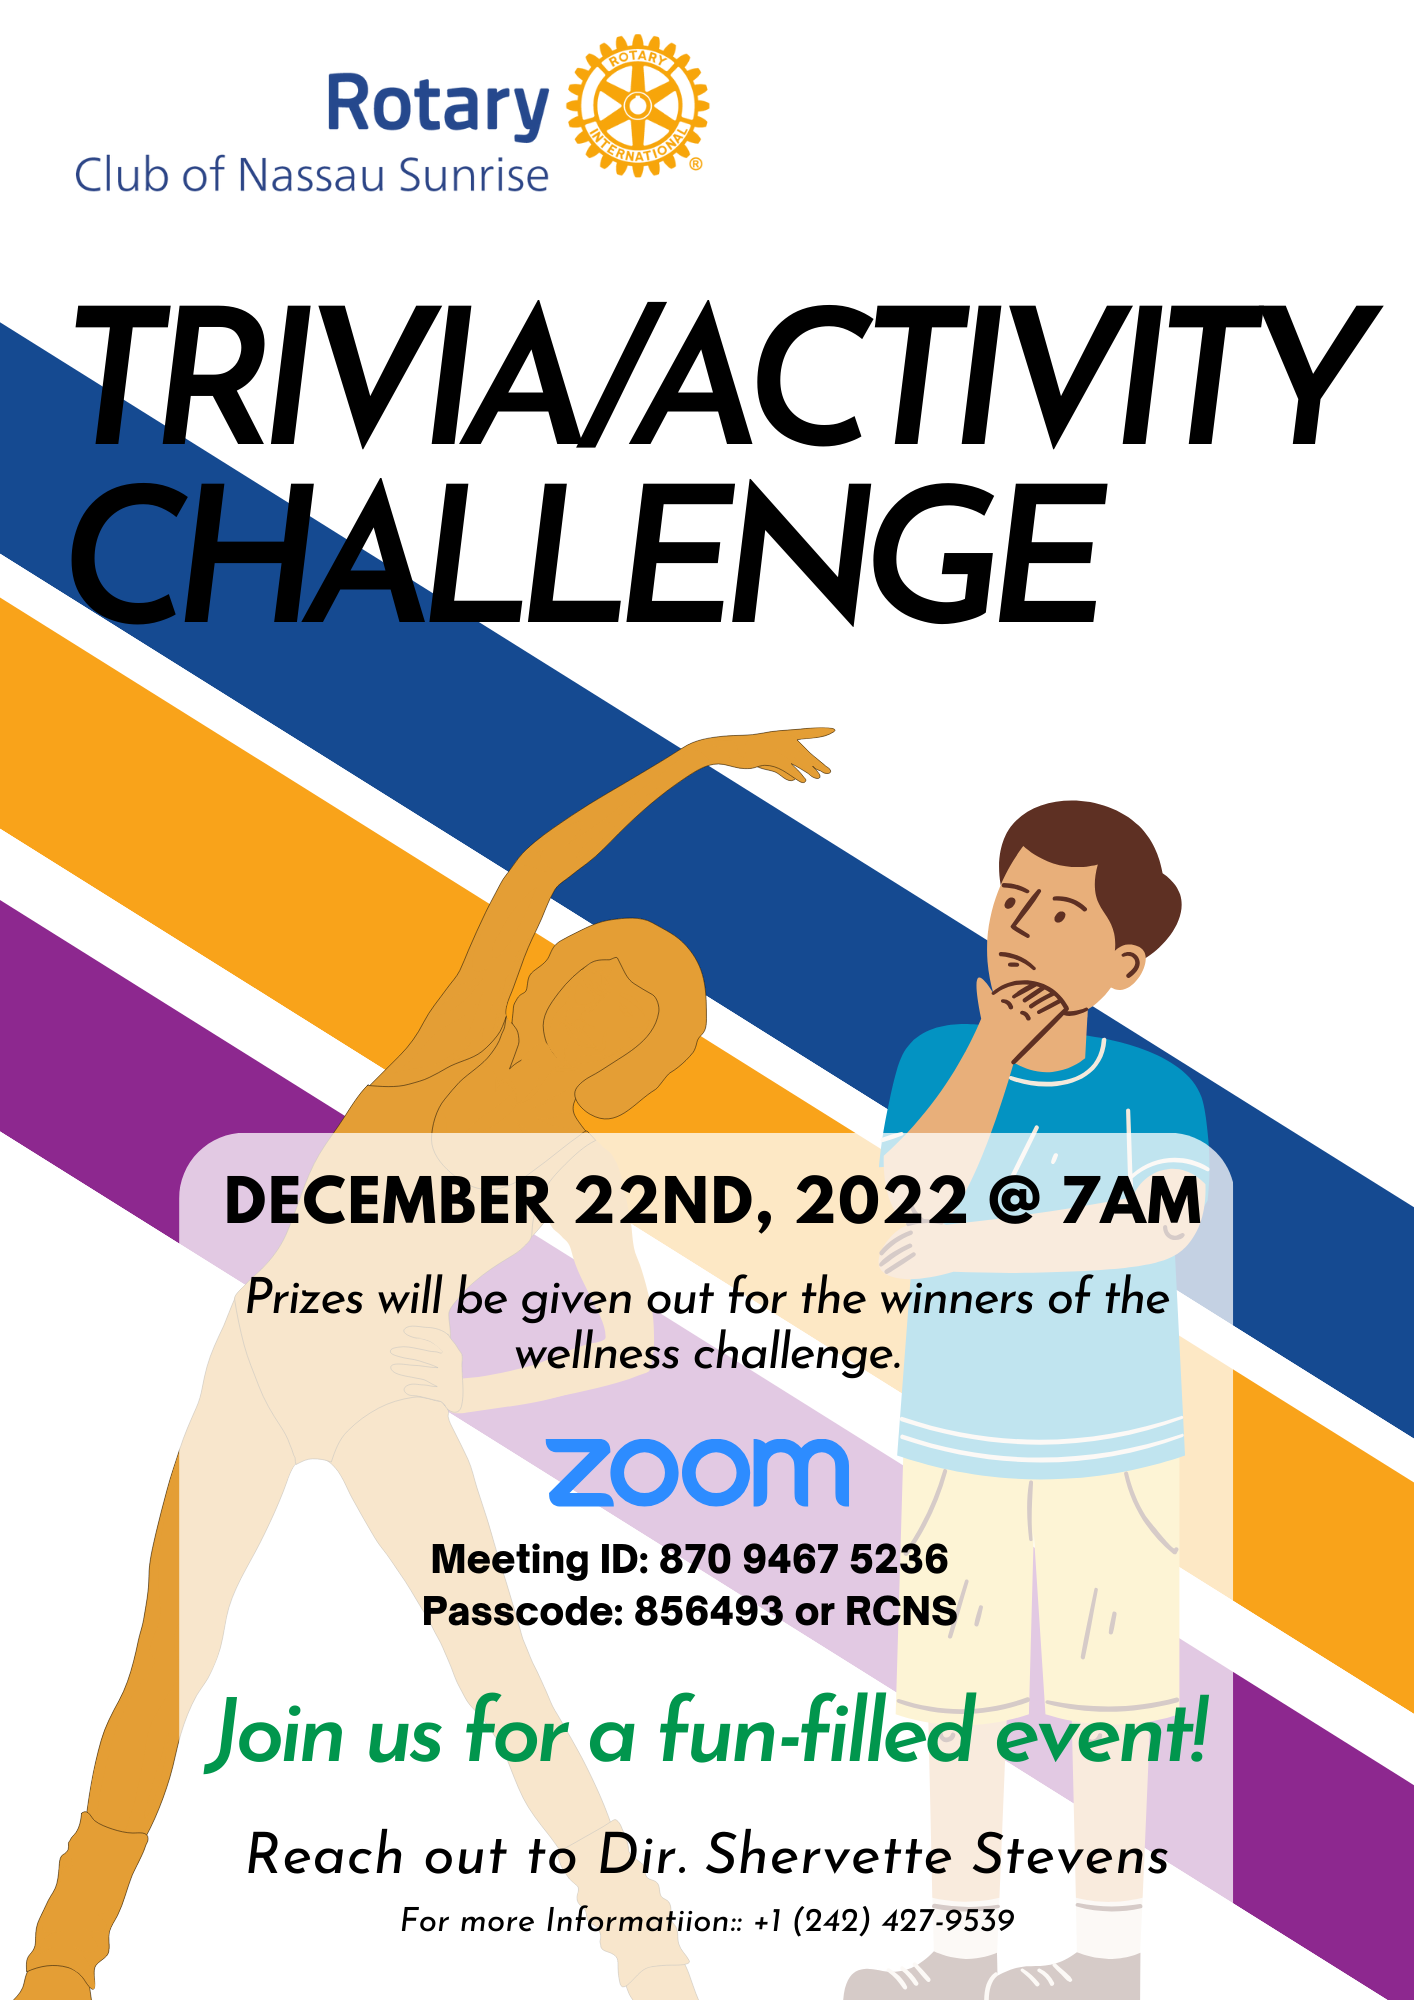 Rotary
Club of Nassau Sunrise
ROTARY
INTERNATIONAL
®
TRIVIA/ACTIVITY
CHALLENGE
DECEMBER 22ND, 2022 @ 7AM
Prizes will be given out for the winners of the
wellness challenge.
zoom
Meeting ID: 870 9467 5236
Passcode: 856493 or RCNS
Join us for a fun-filled event!
Reach out to Dir. Shervette Stevens
For more Informatiion:: +1 (242) 427-9539